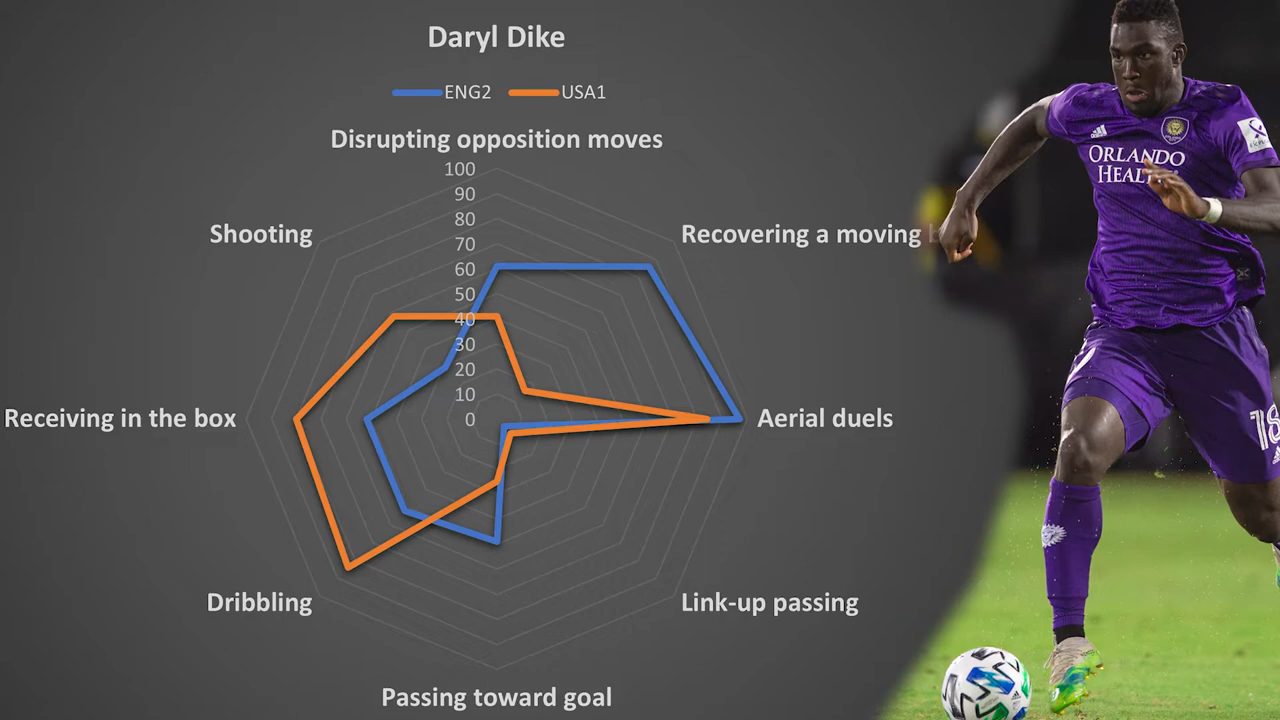 Daryl Dike
ENG2 USA1
Disrupting opposition moves
100
90
80
70
60
50
40
30
20
10
0
Shooting
Recovering a moving
Receiving in the box
Aerial duels
Dribbling
Link-up passing
Passing toward goal
ORLANDO
HEALTH
18